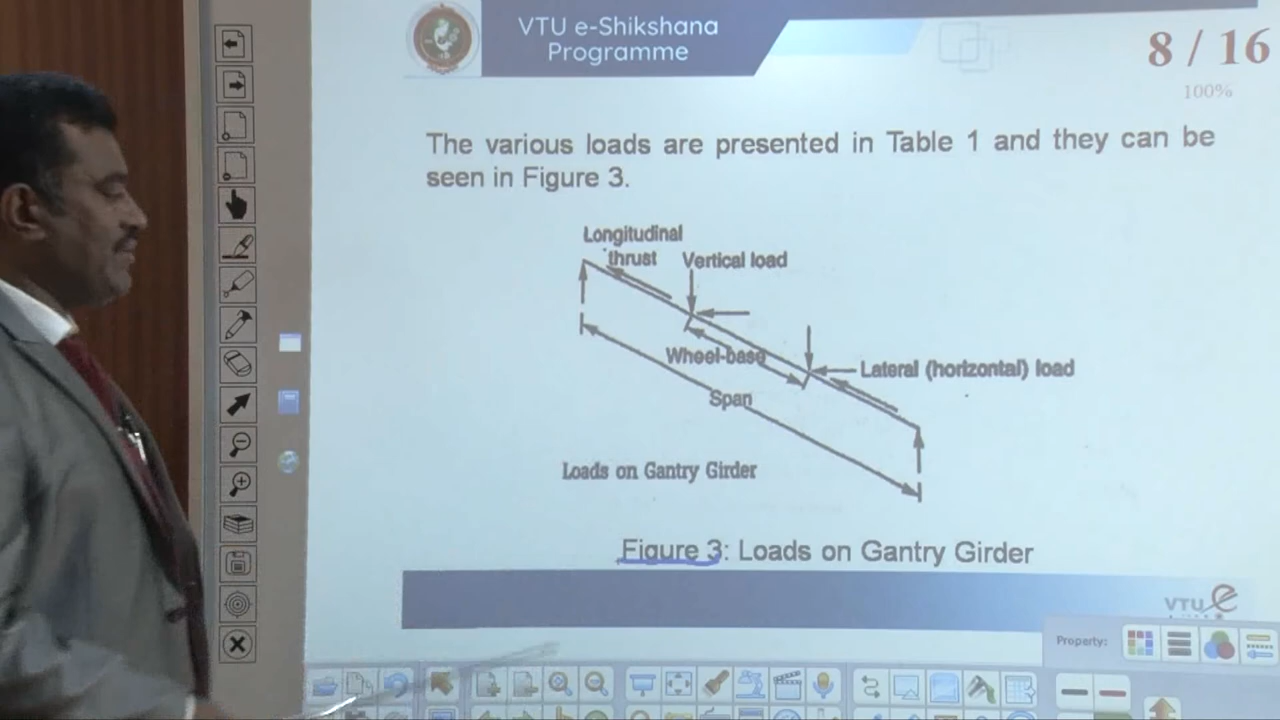 VTU e-Shikshana
Programme
8 / 16
100%
The various loads are presented in Table 1 and they can be
seen in Figure 3.
Longitudinal
thrust
Vertical load
Wheel-base
Lateral (horizontal) load
Span
Loads on Gantry Girder
Figure 3: Loads on Gantry Girder
VTU e
Property: